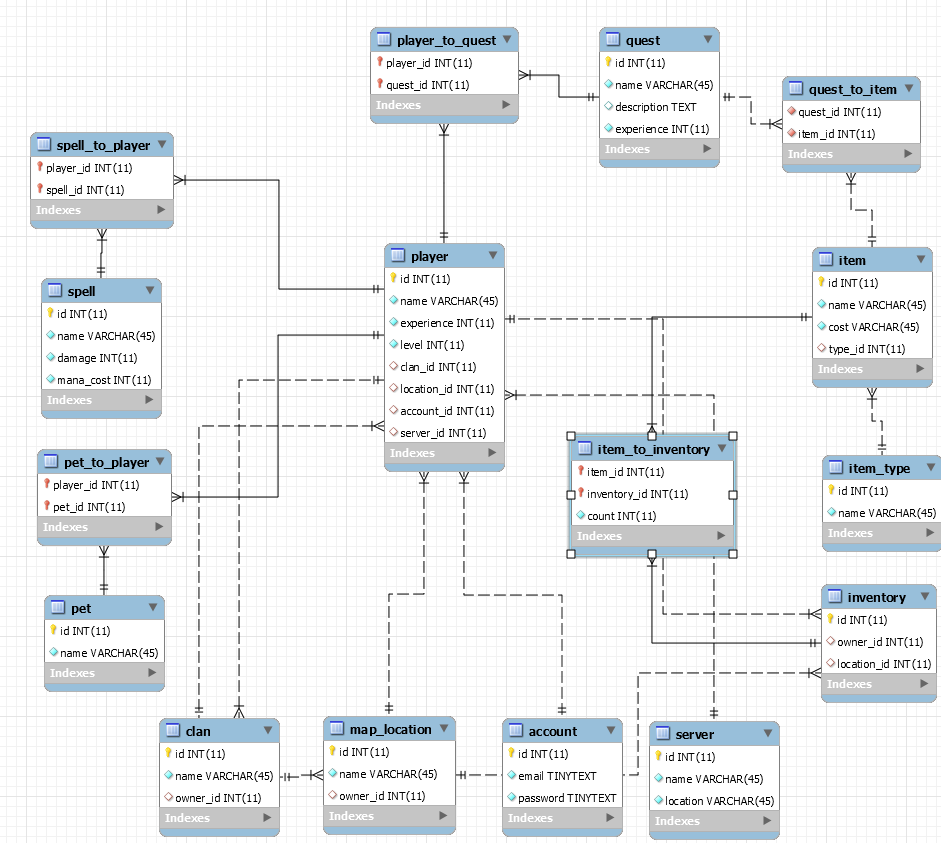 player_to_quest
player_id INT(11)
quest_id INT(11)
Indexes
quest
id INT(11)
name VARCHAR(45)
description TEXT
experience INT(11)
Indexes
quest_to_item
quest_id INT(11)
item_id INT(11)
Indexes
spell_to_player
player_id INT(11)
spell_id INT(11)
Indexes
player
id INT(11)
name VARCHAR(45)
experience INT(11)
level INT(11)
clan_id INT(11)
location_id INT(11)
account_id INT(11)
server_id INT(11)
Indexes
item
id INT(11)
name VARCHAR(45)
cost VARCHAR(45)
type_id INT(11)
Indexes
spell
id INT(11)
name VARCHAR(45)
damage INT(11)
mana_cost INT(11)
Indexes
item_to_inventory
item_id INT(11)
inventory_id INT(11)
count INT(11)
Indexes
pet_to_player
player_id INT(11)
pet_id INT(11)
Indexes
item_type
id INT(11)
name VARCHAR(45)
Indexes
pet
id INT(11)
name VARCHAR(45)
Indexes
inventory
id INT(11)
owner_id INT(11)
location_id INT(11)
Indexes
clan
id INT(11)
name VARCHAR(45)
owner_id INT(11)
Indexes
map_location
id INT(11)
name VARCHAR(45)
owner_id INT(11)
Indexes
account
id INT(11)
email TINYTEXT
password TINYTEXT
Indexes
server
id INT(11)
name VARCHAR(45)
location VARCHAR(45)
Indexes